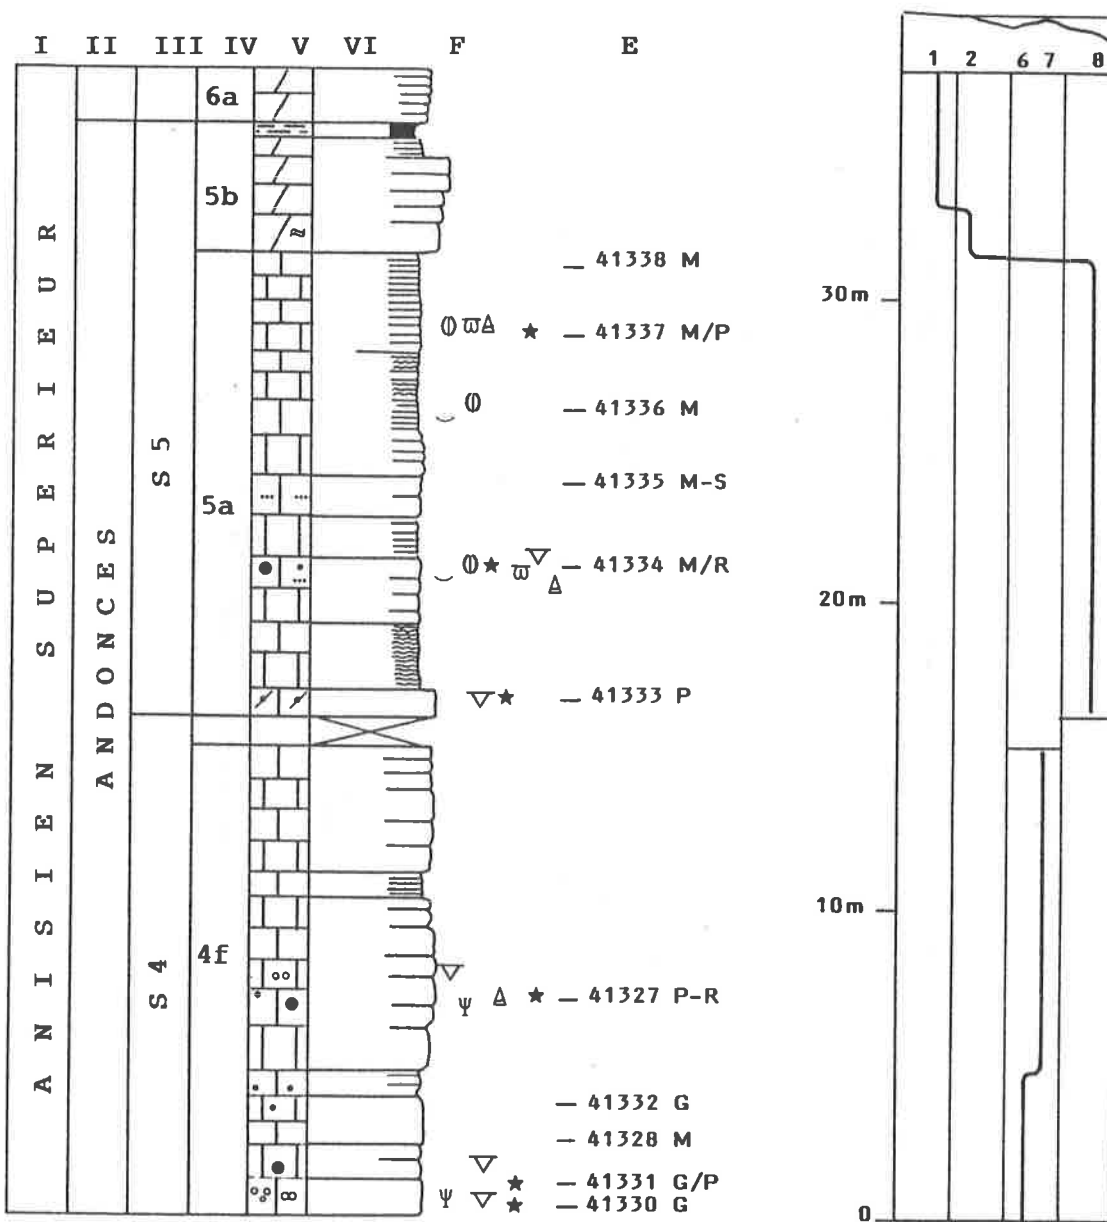 I II III IV V VI F E
1 2 6 7 8
6a
5b
41338 M
30m
41337 M/P
41336 M
S 5
41335 M-S
5a
41334 M/R
20m
41333 P
ANISIEN SUPERIEUR
ANDONCES
10m
4f
S 4
41327 P-R
41332 G
41328 M
41331 G/P
41330 G
0